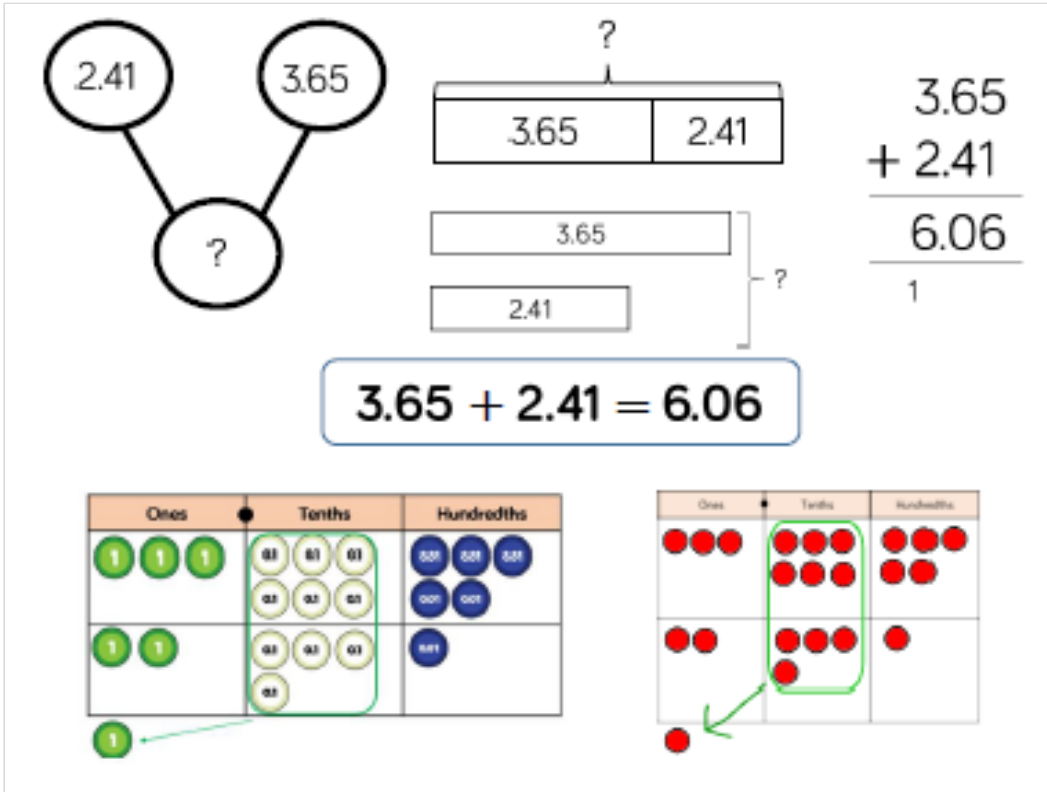 2.41
3.65
?
?
3.65
2.41
3.65
2.41
?
3.65
+ 2.41
6.06
1
3.65 + 2.41 = 6.06
Ones Tenths Hundredths
1 1 1 0.1 0.1 0.1 0.01 0.01 0.01
0.1 0.1 0.1 0.01 0.01
1 1 0.1 0.1 0.1 0.01
0.1
1
Ones Tenths Hundredths